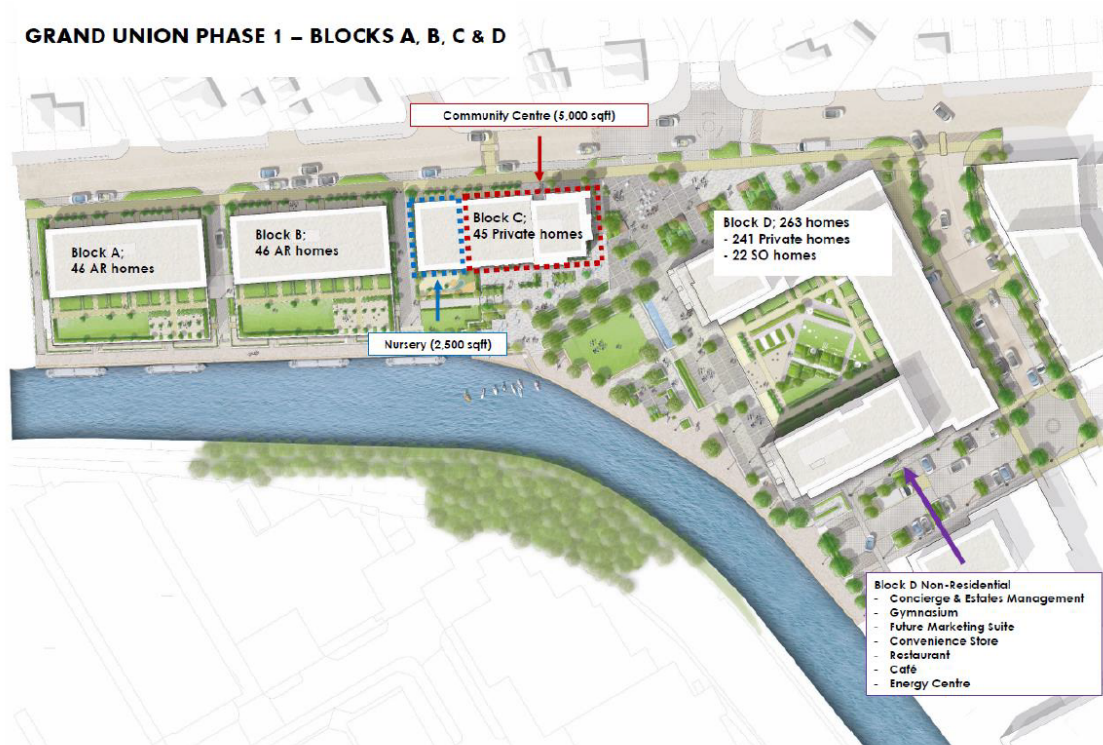 GRAND UNION PHASE 1 – BLOCKS A, B, C & D
Community Centre (5,000 sqft)
Block A;
46 AR homes
Block B;
46 AR homes
Block C;
45 Private homes
Block D; 263 homes
- 241 Private homes
- 22 SO homes
Nursery (2,500 sqft)
Block D Non-Residential
- Concierge & Estates Management
- Gymnasium
- Future Marketing Suite
- Convenience Store
- Restaurant
- Café
- Energy Centre